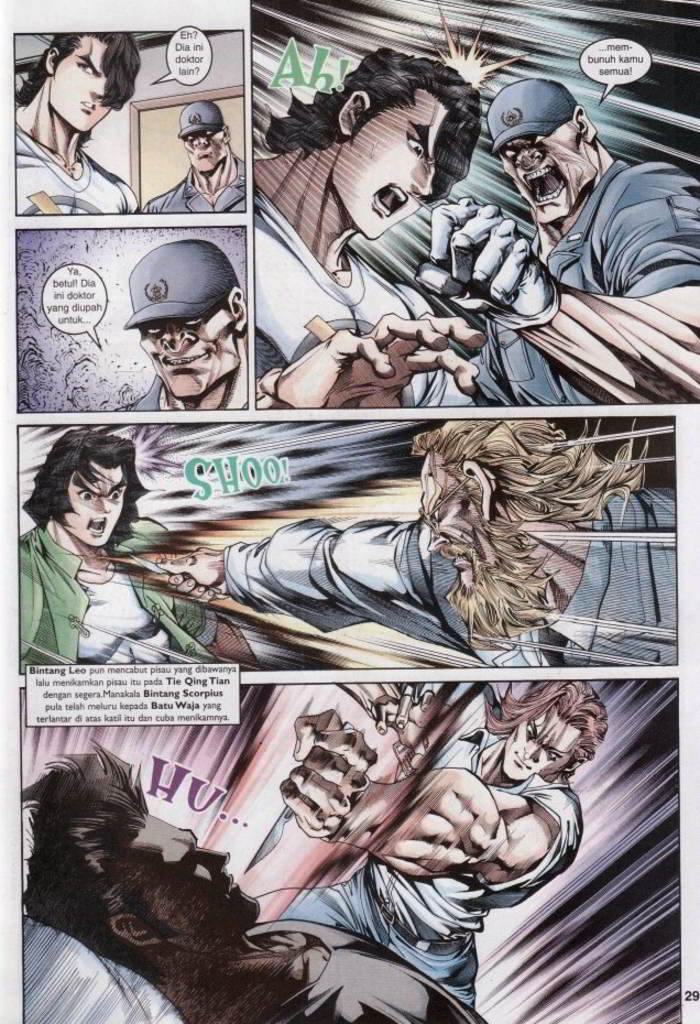 Eh?
Dia ini
doktor
lain?
Ah!
...mem-
bunuh kamu
semua!
Ya,
betul! Dia
ini doktor
yang diupah
untuk...
SHOO!
Bintang Leo pun mencabut pisau yang dibawanya
lalu menikamkan pisau itu pada Tie Qing Tian
dengan segera.Manakala Bintang Scorpius
pula telah meluru kepada Batu Waja yang
terlantar di atas katil itu dan cuba menikamnya.
HU...
29